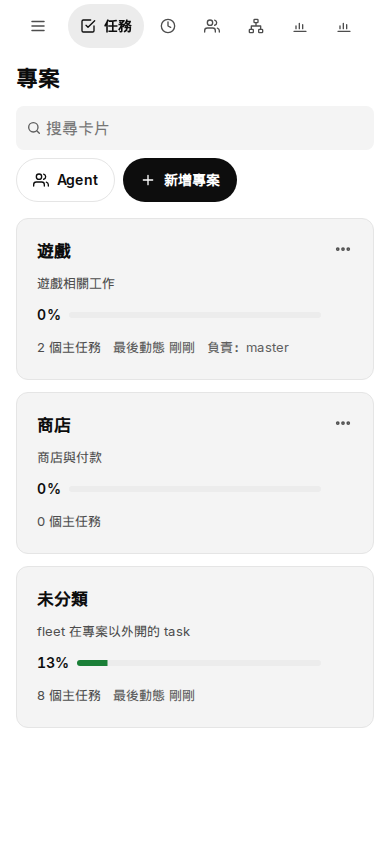 任務
專案
搜尋卡片
Agent
新增專案
遊戲
遊戲相關工作
0%
2 個主任務 最後動態 剛剛 負責：master
商店
商店與付款
0%
0 個主任務
未分類
fleet 在專案以外開的 task
13%
8 個主任務 最後動態 剛剛